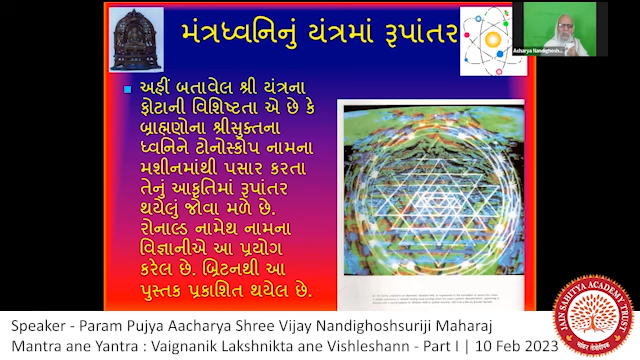 મંત્રધ્વનિનું યંત્રમાં રૂપાંતર
Acharya Nandighosh...
અહીં બતાવેલ શ્રી યંત્રના
ફોટાની વિશિષ્ટતા એ છે કે
બ્રાહ્મણોના શ્રીસુક્તના
ધ્વનિને ટોનોસ્કોપ નામના
મશીનમાંથી પસાર કરતા
તેનું આકૃતિમાં રૂપાંતર
થયેલું જોવા મળે છે.
રોનાલ્ડ નામેથ નામના
વિજ્ઞાનીએ આ પ્રયોગ
કરેલ છે. બ્રિટનથી આ
પુસ્તક પ્રકાશિત થયેલ છે.
JAIN SAHITYA ACADEMY TRUST
Speaker - Param Pujya Aacharya Shree Vijay Nandighoshsuriji Maharaj
Mantra ane Yantra : Vaignanik Lakshnikta ane Vishleshann - Part I | 10 Feb 2023